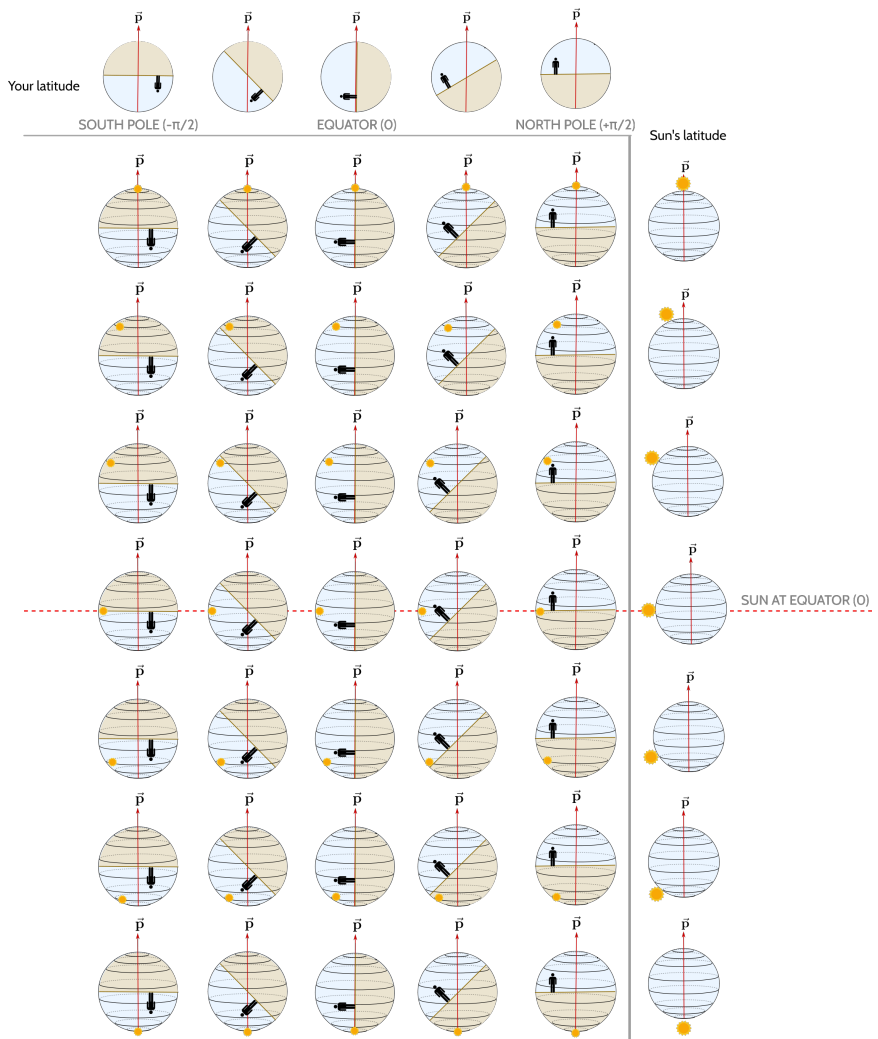 p⃗ p⃗ p⃗ p⃗ p⃗
Your latitude
SOUTH POLE (-π/2) EQUATOR (0) NORTH POLE (+π/2)
Sun's latitude
p⃗ p⃗ p⃗ p⃗ p⃗ p⃗
p⃗ p⃗ p⃗ p⃗ p⃗ p⃗
p⃗ p⃗ p⃗ p⃗ p⃗ p⃗
p⃗ p⃗ p⃗ p⃗ p⃗ p⃗
SUN AT EQUATOR (0)
p⃗ p⃗ p⃗ p⃗ p⃗ p⃗
p⃗ p⃗ p⃗ p⃗ p⃗ p⃗
p⃗ p⃗ p⃗ p⃗ p⃗ p⃗